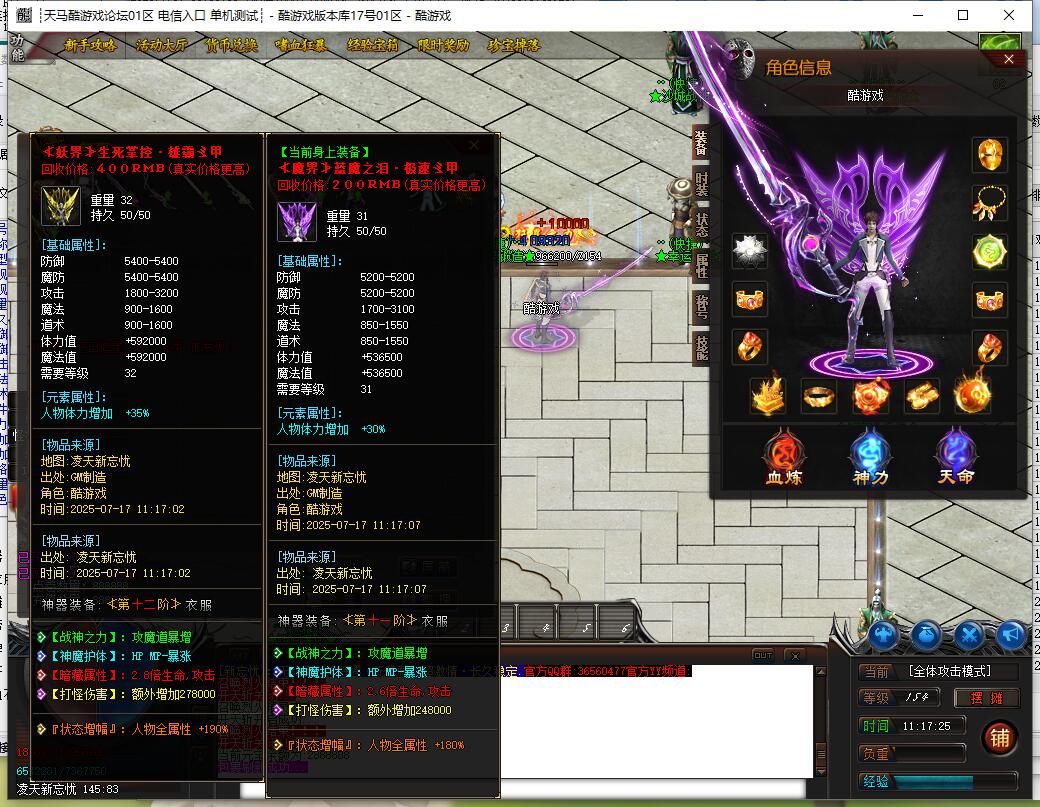 [天马酷游戏论坛01区 电信入口 单机测试] - 酷游戏版本库17号01区 - 酷游戏
功能
新手攻略 活动大厅 货币兑换 嗜血狂暴 经验宝箱 限时奖励 珍宝掉落
≮妖界≯生死掌控·雄霸ミ甲
回收价格:400RMB(真实价格更高)
重量 32
持久 50/50
[基础属性]:
防御 5400-5400
魔防 5400-5400
攻击 1800-3200
魔法 900-1600
道术 900-1600
体力值 +592000
魔法值 +592000
需要等级 32
[元素属性]:
人物体力增加 +35%
[物品来源]
地图:凌天新忘忧
出处:GM制造
角色:酷游戏
时间:2025-07-17 11:17:02
[物品来源]
出处: 凌天新忘忧
时间: 2025-07-17 11:17:02
神器装备:≮第十二阶≯衣服
【战神之力】: 攻魔道暴增
【神魔护体】: HP MP-暴涨
【暗藏属性】: 2.8倍生命,攻击
【打怪伤害】: 额外增加278000
『状态增幅』: 人物全属性 +190%
凌天新忘忧 145:83
【当前身上装备】
≮魔界≯蓝魔之泪·极速ミ甲
回收价格:200RMB(真实价格更高)
重量 31
持久 50/50
[基础属性]:
防御 5200-5200
魔防 5200-5200
攻击 1700-3100
魔法 850-1550
道术 850-1550
体力值 +536500
魔法值 +536500
需要等级 31
[元素属性]:
人物体力增加 +30%
[物品来源]
地图:凌天新忘忧
出处:GM制造
角色:酷游戏
时间:2025-07-17 11:17:07
[物品来源]
出处: 凌天新忘忧
时间: 2025-07-17 11:17:07
神器装备:≮第十一阶≯衣服
【战神之力】: 攻魔道暴增
【神魔护体】: HP MP-暴涨
【暗藏属性】: 2.6倍生命,攻击
【打怪伤害】: 额外增加248000
『状态增幅』: 人物全属性 +180%
+10000
酷游戏
3 4 5 6
稳定.官方QQ群:36560477官方YY频道:
OUT
角色信息
酷游戏
装备
时装
状态
属性
称号
技能
血炼 神力 天命
当前 [全体攻击模式]
等级 154 摆摊
时间 11:17:25
负重
铺
经验